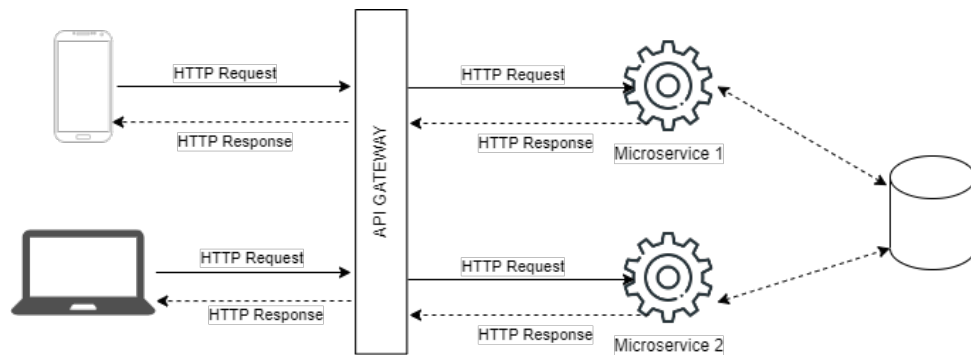 HTTP Request
HTTP Request
HTTP Response
HTTP Response
Microservice 1
API GATEWAY
HTTP Request
HTTP Request
HTTP Response
HTTP Response
Microservice 2